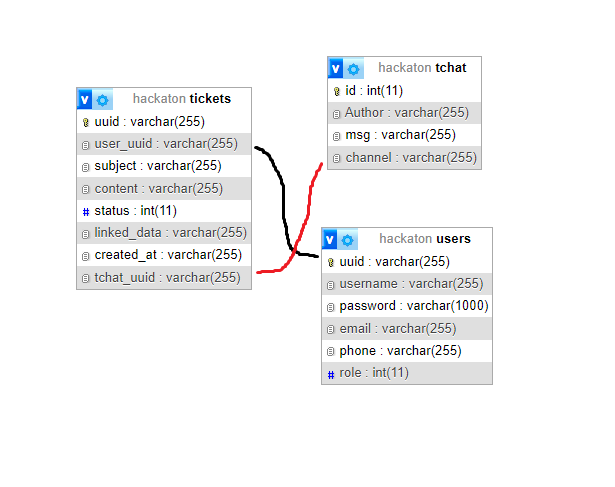 v hackaton tickets
uuid : varchar(255)
user_uuid : varchar(255)
subject : varchar(255)
content : varchar(255)
# status : int(11)
linked_data : varchar(255)
created_at : varchar(255)
tchat_uuid : varchar(255)
v hackaton tchat
id : int(11)
Author : varchar(255)
msg : varchar(255)
channel : varchar(255)
v hackaton users
uuid : varchar(255)
username : varchar(255)
password : varchar(1000)
email : varchar(255)
phone : varchar(255)
# role : int(11)